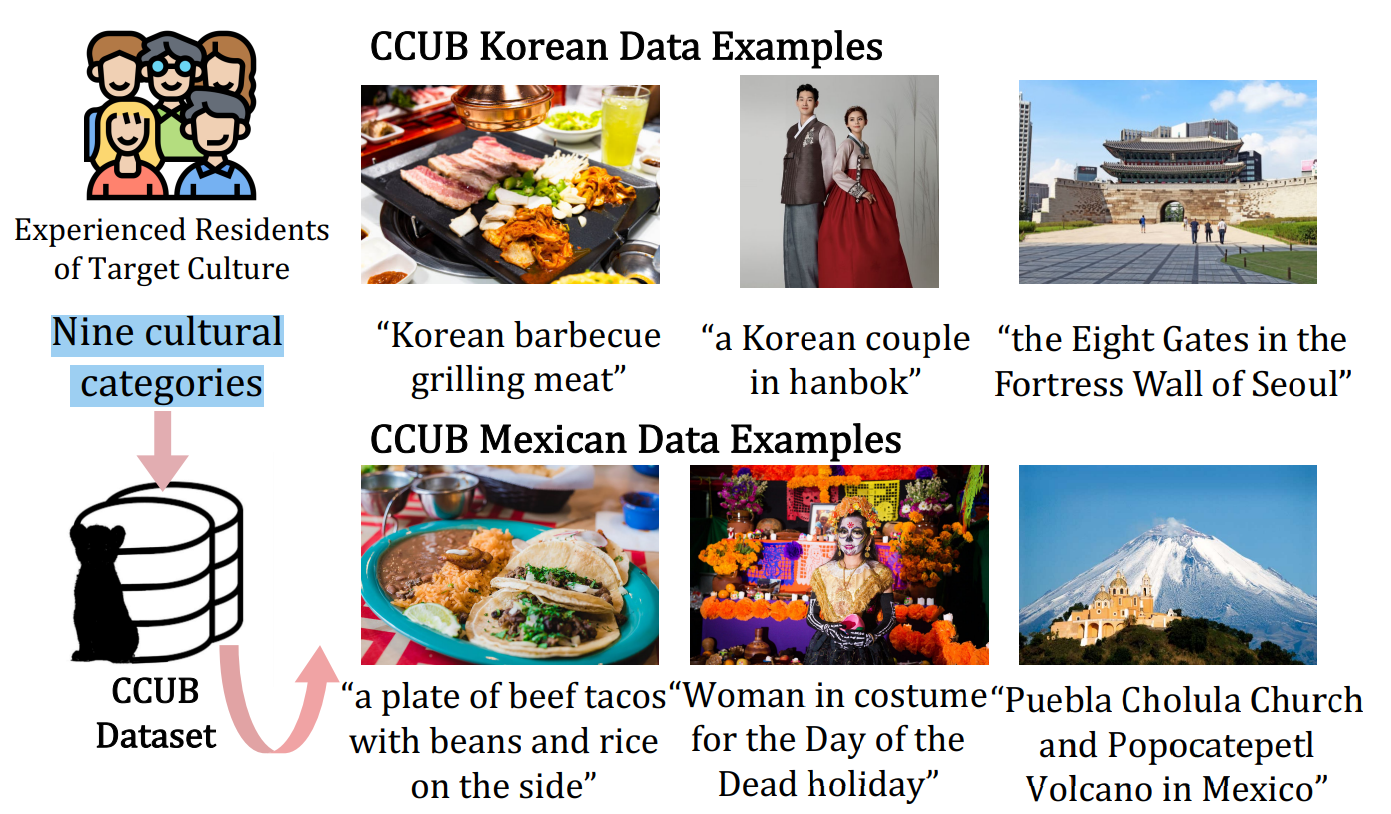 CCUB Korean Data Examples
Experienced Residents
of Target Culture
Nine cultural
categories
“Korean barbecue
grilling meat”
“a Korean couple
in hanbok”
“the Eight Gates in the
Fortress Wall of Seoul”
CCUB Mexican Data Examples
CCUB
Dataset
“a plate of beef tacos
with beans and rice
on the side”
“Woman in costume
for the Day of the
Dead holiday”
“Puebla Cholula Church
and Popocatepetl
Volcano in Mexico”